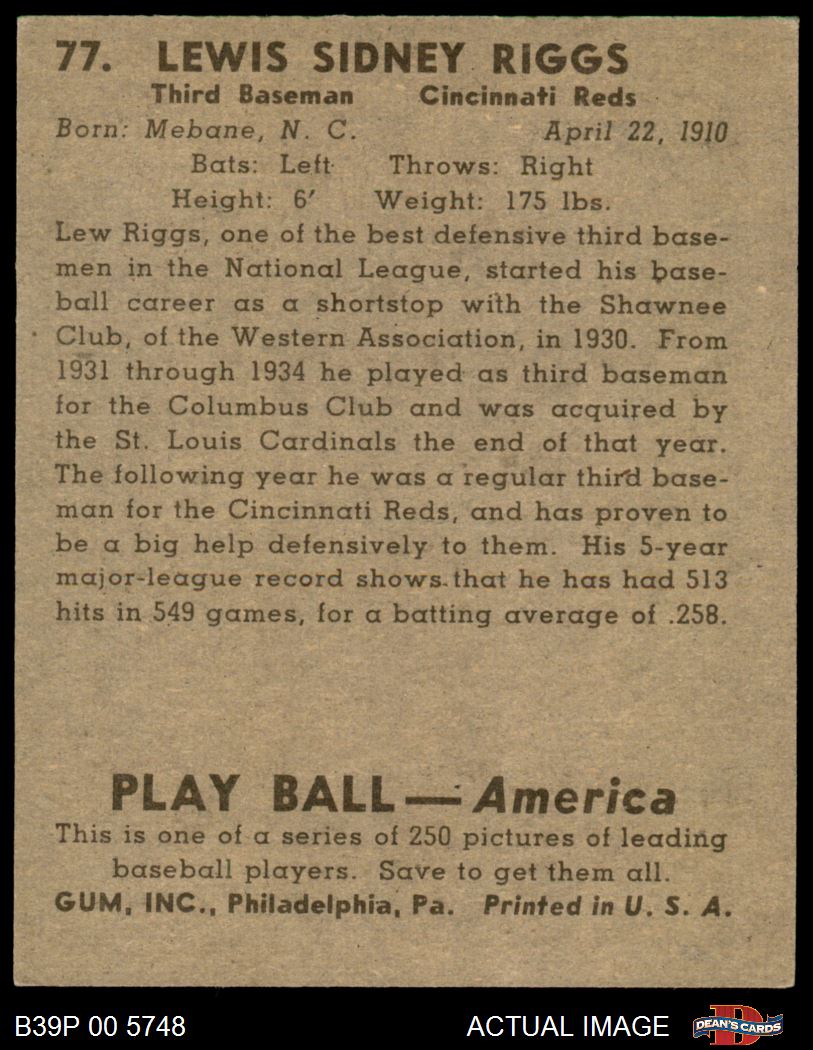 77. LEWIS SIDNEY RIGGS
Third Baseman Cincinnati Reds
Born: Mebane, N. C. April 22, 1910
Bats: Left Throws: Right
Height: 6' Weight: 175 lbs.
Lew Riggs, one of the best defensive third base-
men in the National League, started his base-
ball career as a shortstop with the Shawnee
Club, of the Western Association, in 1930. From
1931 through 1934 he played as third baseman
for the Columbus Club and was acquired by
the St. Louis Cardinals the end of that year.
The following year he was a regular third base-
man for the Cincinnati Reds, and has proven to
be a big help defensively to them. His 5-year
major-league record shows that he has had 513
hits in 549 games, for a batting average of .258.
PLAY BALL—America
This is one of a series of 250 pictures of leading
baseball players. Save to get them all.
GUM, INC., Philadelphia, Pa. Printed in U. S. A.
B39P 00 5748 ACTUAL IMAGE D DEAN'S CARDS